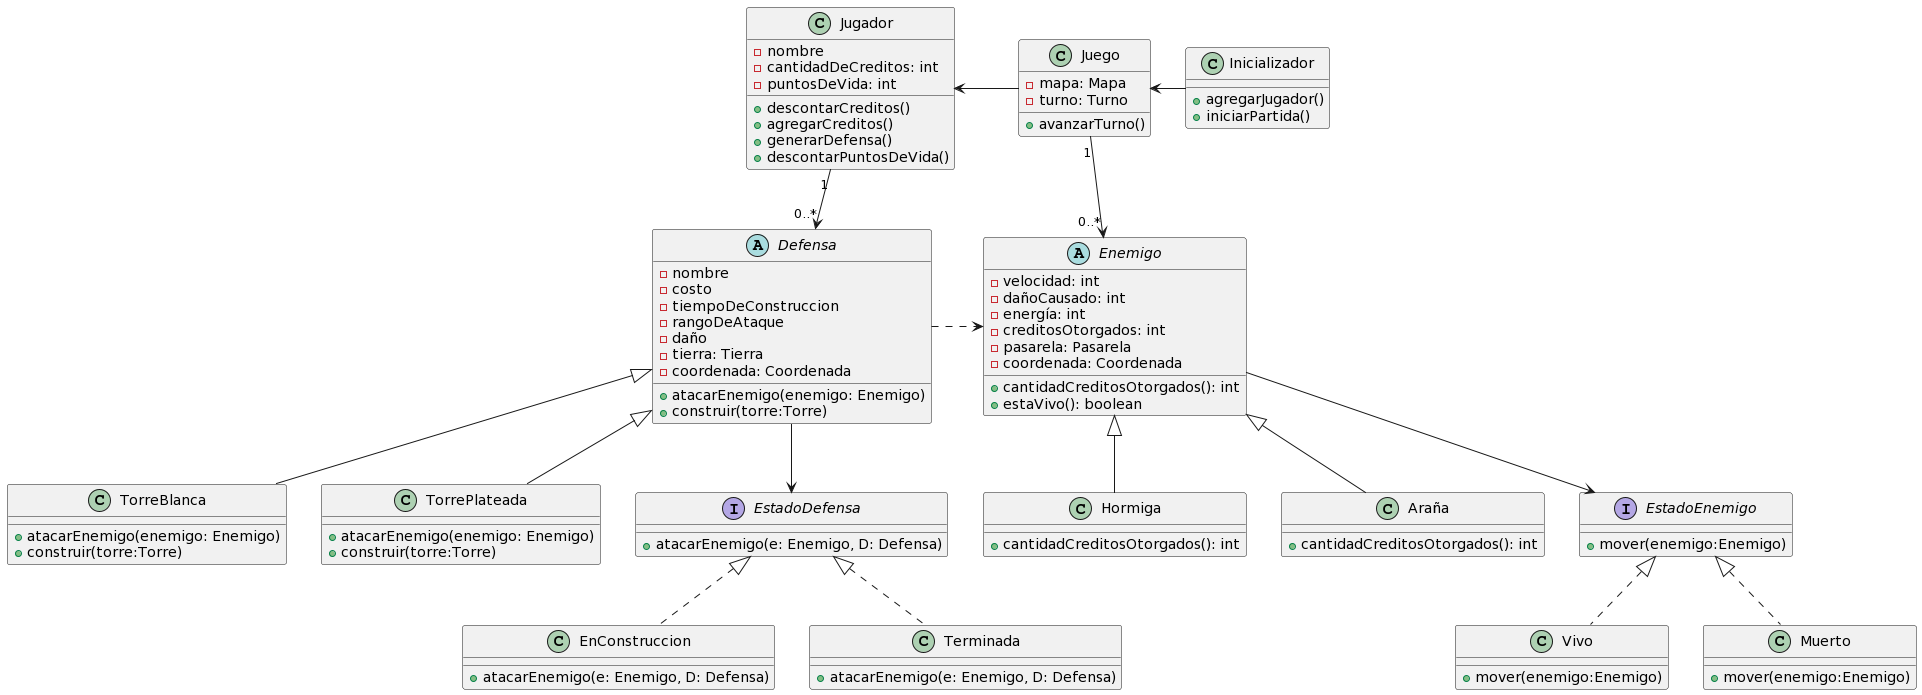 C Jugador
nombre
cantidadDeCreditos: int
puntosDeVida: int
descontarCreditos()
agregarCreditos()
generarDefensa()
descontarPuntosDeVida()
C Juego
mapa: Mapa
turno: Turno
avanzarTurno()
C Inicializador
agregarJugador()
iniciarPartida()
1
0..*
1
0..*
A Defensa
nombre
costo
tiempoDeConstruccion
rangoDeAtaque
daño
tierra: Tierra
coordenada: Coordenada
atacarEnemigo(enemigo: Enemigo)
construir(torre:Torre)
A Enemigo
velocidad: int
dañoCausado: int
energía: int
creditosOtorgados: int
pasarela: Pasarela
coordenada: Coordenada
cantidadCreditosOtorgados(): int
estaVivo(): boolean
C TorreBlanca
atacarEnemigo(enemigo: Enemigo)
construir(torre:Torre)
C TorrePlateada
atacarEnemigo(enemigo: Enemigo)
construir(torre:Torre)
I EstadoDefensa
atacarEnemigo(e: Enemigo, D: Defensa)
C Hormiga
cantidadCreditosOtorgados(): int
C Araña
cantidadCreditosOtorgados(): int
I EstadoEnemigo
mover(enemigo:Enemigo)
C EnConstruccion
atacarEnemigo(e: Enemigo, D: Defensa)
C Terminada
atacarEnemigo(e: Enemigo, D: Defensa)
C Vivo
mover(enemigo:Enemigo)
C Muerto
mover(enemigo:Enemigo)